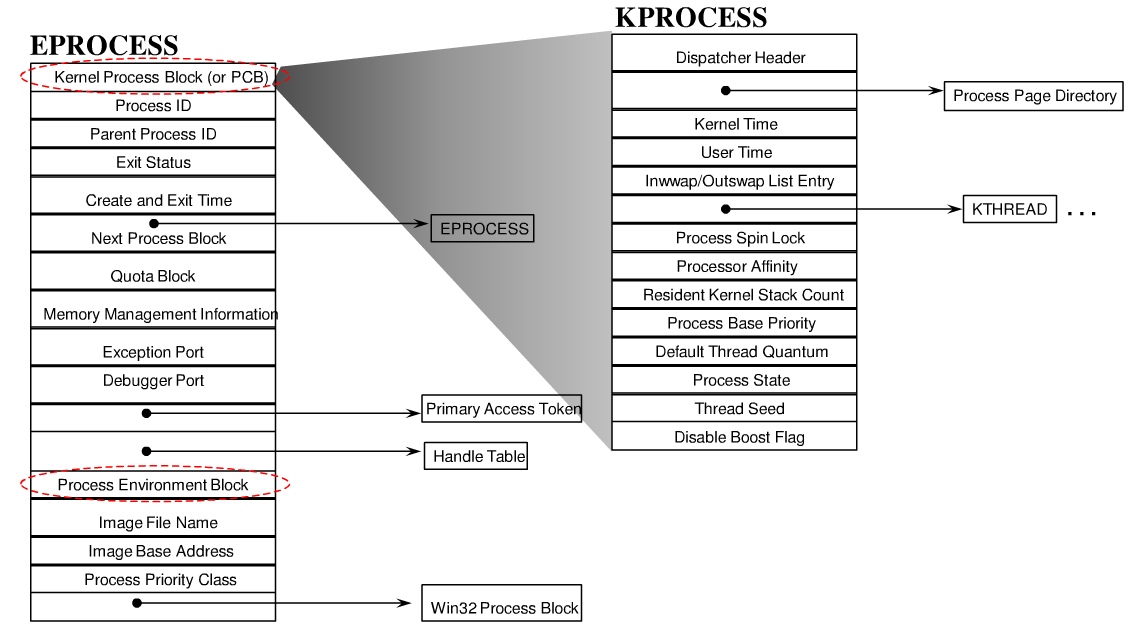 EPROCESS
Kernel Process Block (or PCB)
Process ID
Parent Process ID
Exit Status
Create and Exit Time
Next Process Block
EPROCESS
Quota Block
Memory Management Information
Exception Port
Debugger Port
Primary Access Token
Handle Table
Process Environment Block
Image File Name
Image Base Address
Process Priority Class
Win32 Process Block
KPROCESS
Dispatcher Header
Process Page Directory
Kernel Time
User Time
Inwwap/Outswap List Entry
KTHREAD ...
Process Spin Lock
Processor Affinity
Resident Kernel Stack Count
Process Base Priority
Default Thread Quantum
Process State
Thread Seed
Disable Boost Flag